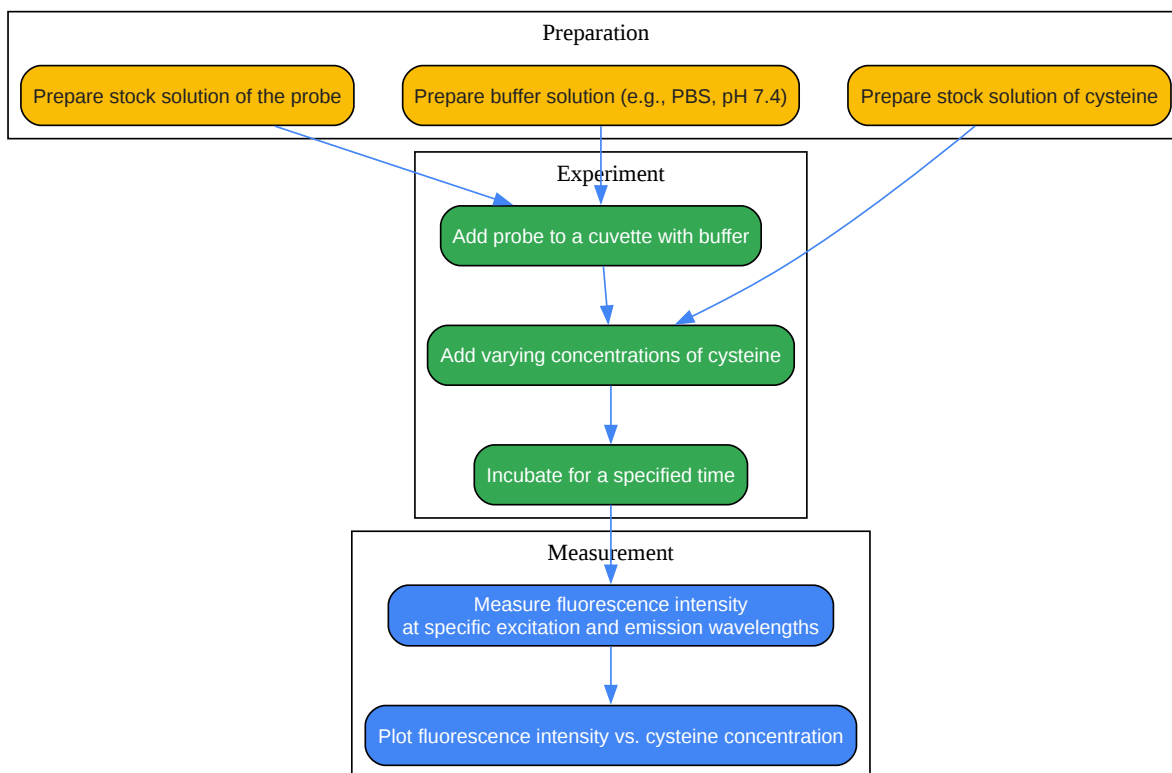 Preparation
Prepare stock solution of the probe
Prepare buffer solution (e.g., PBS, pH 7.4)
Prepare stock solution of cysteine
Experiment
Add probe to a cuvette with buffer
Add varying concentrations of cysteine
Incubate for a specified time
Measurement
Measure fluorescence intensity
at specific excitation and emission wavelengths
Plot fluorescence intensity vs. cysteine concentration